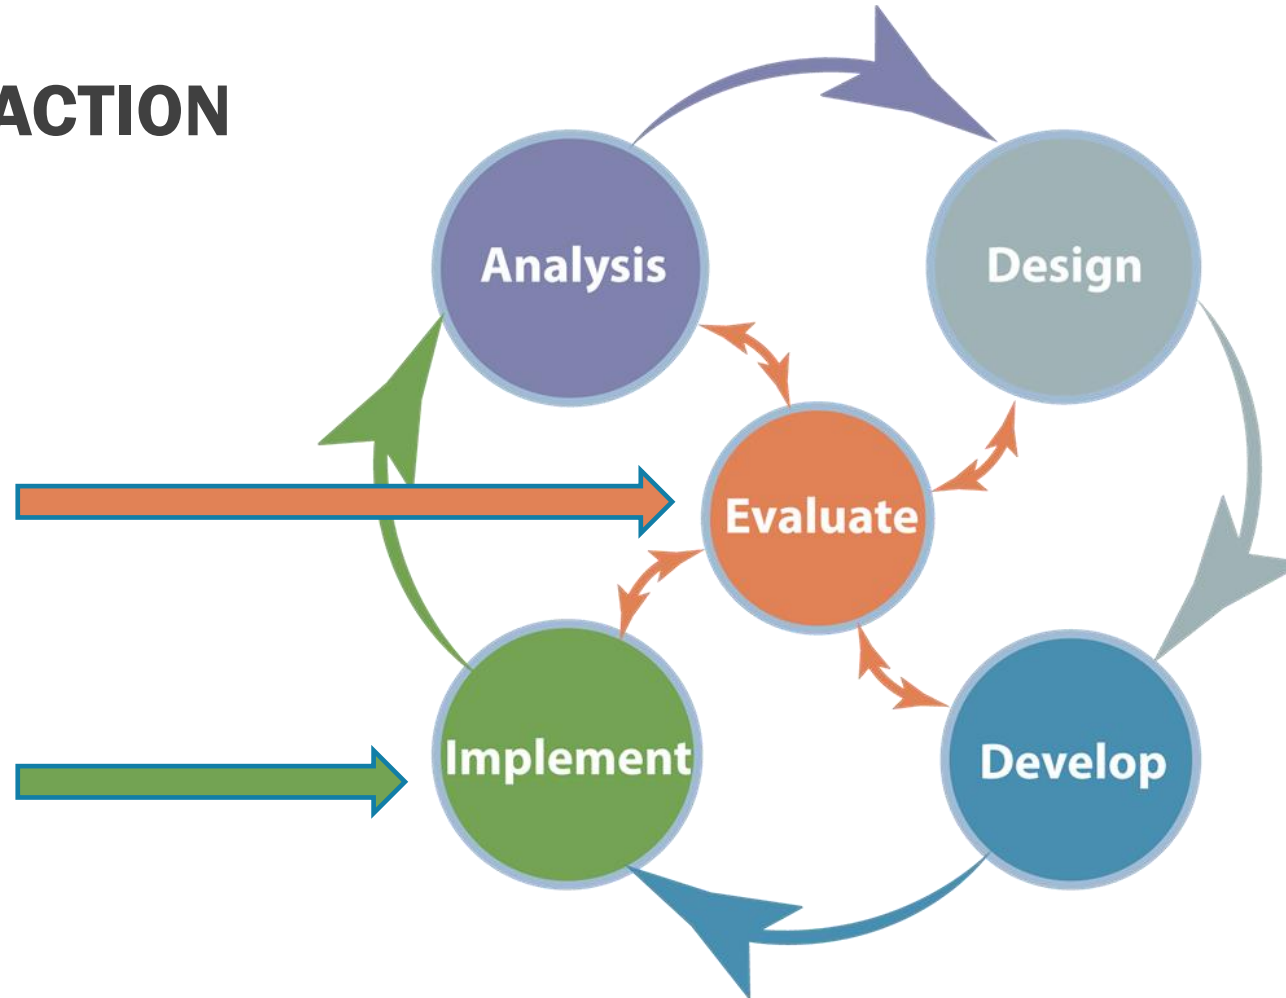 ACTION
Analysis
Design
Evaluate
Implement
Develop